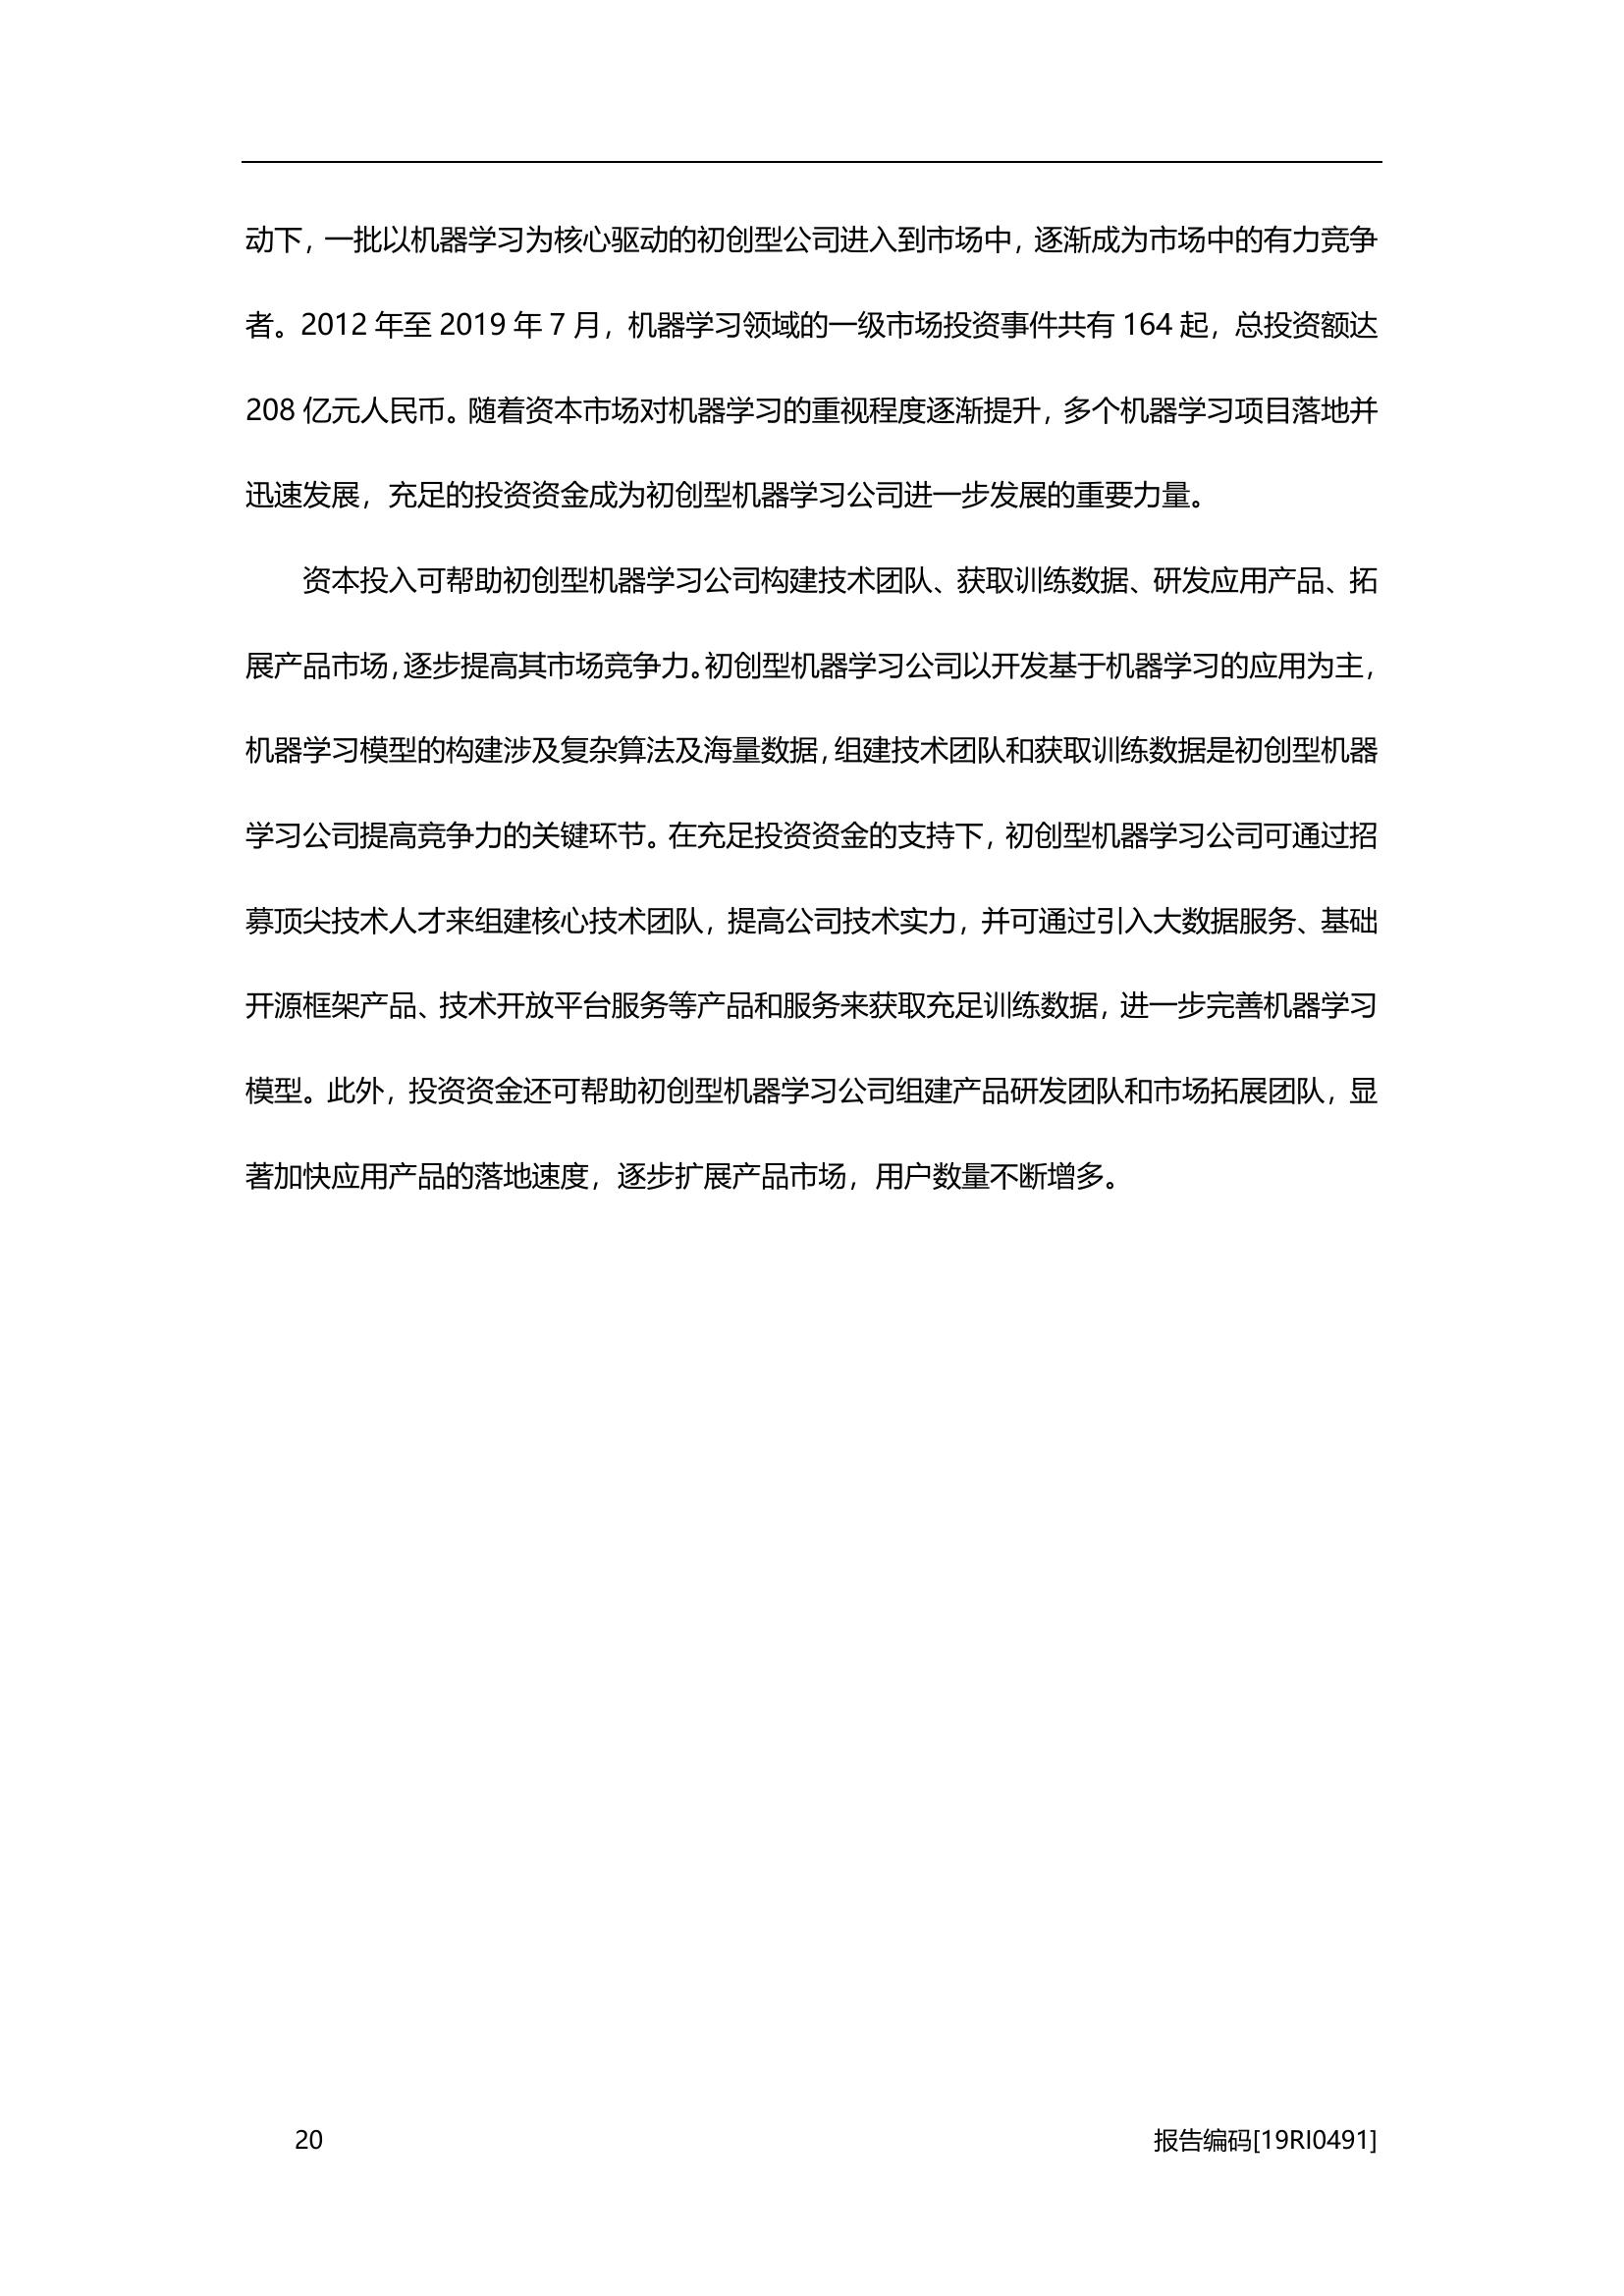 动下，一批以机器学习为核心驱动的初创型公司进入到市场中，逐渐成为市场中的有力竞争
者。2012 年至 2019 年 7 月，机器学习领域的一级市场投资事件共有 164 起，总投资额达
208 亿元人民币。随着资本市场对机器学习的重视程度逐渐提升，多个机器学习项目落地并
迅速发展，充足的投资资金成为初创型机器学习公司进一步发展的重要力量。
资本投入可帮助初创型机器学习公司构建技术团队、获取训练数据、研发应用产品、拓
展产品市场，逐步提高其市场竞争力。初创型机器学习公司以开发基于机器学习的应用为主，
机器学习模型的构建涉及复杂算法及海量数据，组建技术团队和获取训练数据是初创型机器
学习公司提高竞争力的关键环节。在充足投资资金的支持下，初创型机器学习公司可通过招
募顶尖技术人才来组建核心技术团队，提高公司技术实力，并可通过引入大数据服务、基础
开源框架产品、技术开放平台服务等产品和服务来获取充足训练数据，进一步完善机器学习
模型。此外，投资资金还可帮助初创型机器学习公司组建产品研发团队和市场拓展团队，显
著加快应用产品的落地速度，逐步扩展产品市场，用户数量不断增多。
20 报告编码[19RI0491]